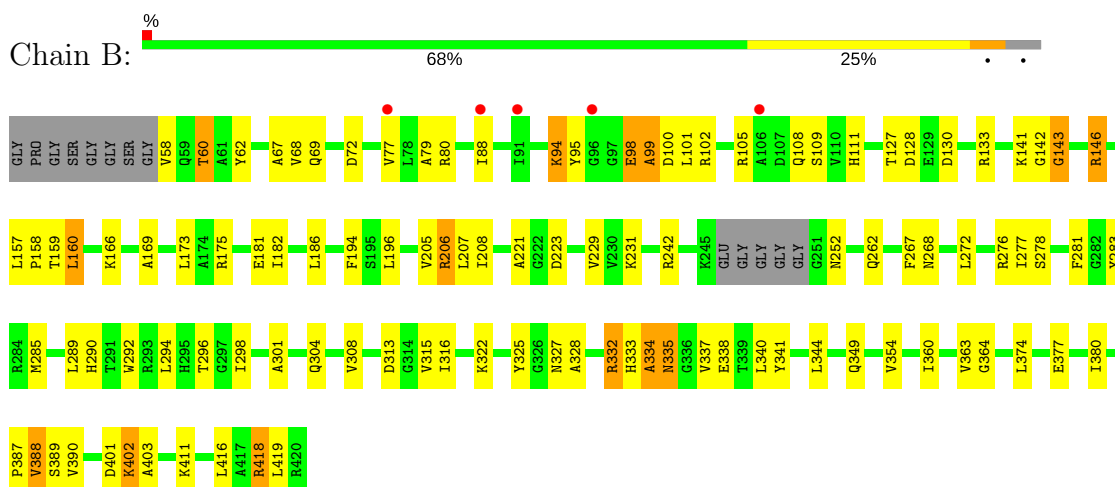 %
Chain B:
68% 25% • •
GLY PRO GLY SER GLY GLY SER GLY V58 Q59 T60 A61 Y62 A67 V68 Q69 D72 V77 L78 A79 R80 I88 I91 K94 Y95 G96 G97 E98 A99 D100 L101 R102 R105 A106 D107 Q108 S109 V110 H111 T127 D128 E129 D130 R133 K141 G142 G143 R146
L157 P158 T159 L160 K166 A169 L173 A174 R175 E181 I182 L186 F194 S195 L196 V205 R206 L207 I208 A221 G222 D223 V229 V230 K231 R242 K245 GLU GLY GLY GLY GLY G251 N252 Q262 F267 N268 L272 R276 I277 S278 F281 G282 Y283
R284 M285 L289 H290 T291 W292 R293 L294 H295 T296 G297 I298 A301 Q304 V308 D313 G314 V315 I316 K322 Y325 G326 N327 A328 R332 H333 A334 N335 G336 V337 E338 T339 L340 Y341 L344 Q349 V354 I360 V363 G364 L374 E377 I380
P387 V388 S389 V390 D401 K402 A403 K411 L416 A417 R418 L419 R420